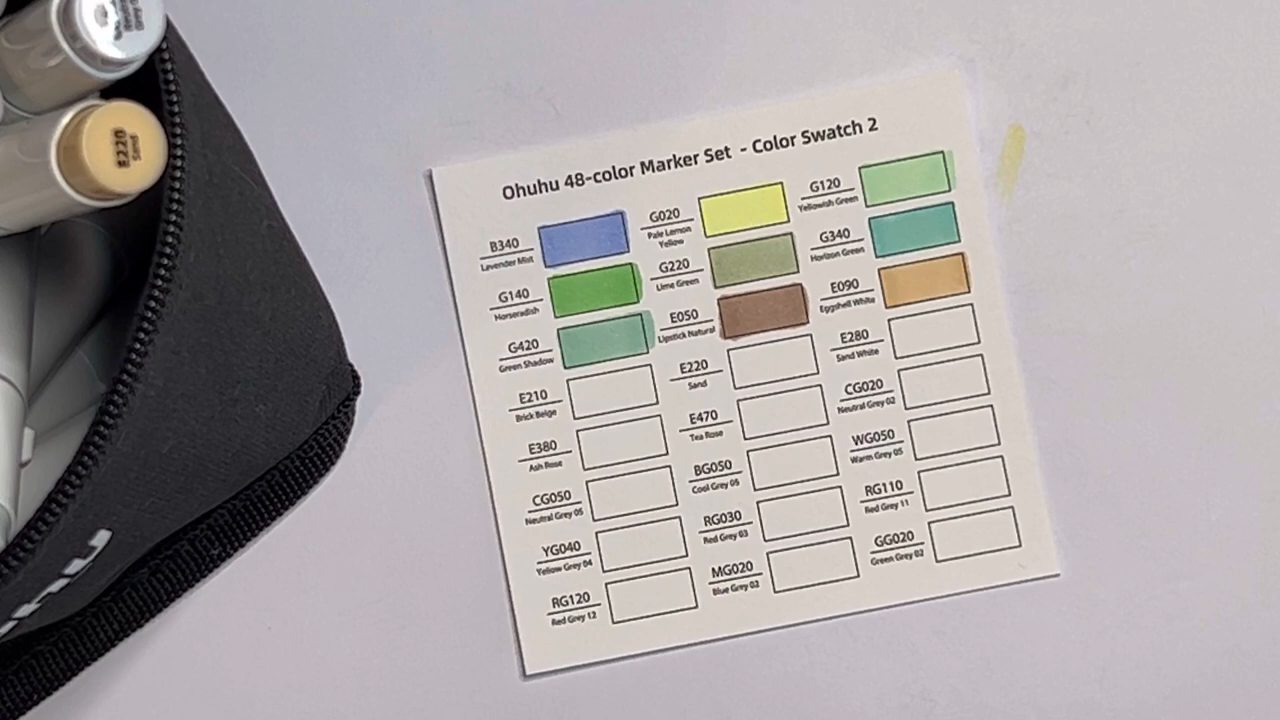 E220
Sand
Ohuhu 48-color Marker Set - Color Swatch 2
B340
Lavender Mist
G020
Pale Lemon
Yellow
G120
Yellowish Green
G140
Horseradish
G220
Lime Green
G340
Horizon Green
G420
Green Shadow
E050
Lipstick Natural
E090
Eggshell White
E210
Brick Beige
E220
Sand
E280
Sand White
E380
Ash Rose
E470
Tea Rose
CG020
Neutral Grey 02
CG050
Neutral Grey 05
BG050
Cool Grey 05
WG050
Warm Grey 05
YG040
Yellow Grey 04
RG030
Red Grey 03
RG110
Red Grey 11
RG120
Red Grey 12
MG020
Blue Grey 02
GG020
Green Grey 02